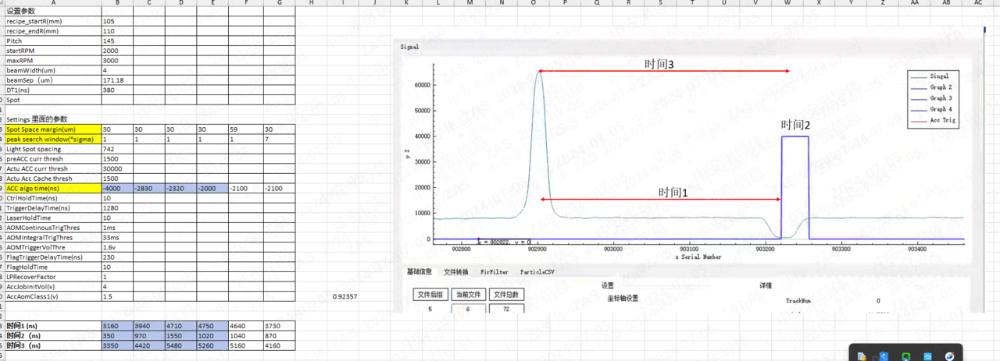 A B C D E F G H I J K L M N O P Q R S T U V W X Y Z AA AB AC
设置参数
recipe_startR(mm) 105
recipe_endR(mm) 110
Pitch 145
startRPM 2000
maxRPM 3000
beamWidth(um) 4
beamSep（um） 171.18
DT1(ns) 380
Spot
Settings 里面的参数
Spot Space margin(um) 30 30 30 30 59 30
peak search window(*sigma) 1 1 1 1 1 7
Light Spot spacing 742
preACC curr thresh 1500
Actu ACC curr thresh 30000
Actu Acc Cache thresh 1500
ACC algo time(ns) -4000 -2830 -2320 -2000 -2100 -2100
CtrlHoldTime(ns) 10
TriggerDelayTime(ns) 1280
LaserHoldTime 10
AOMContinousTrigThres 1ms
AOMIntegralTrigThres 33ms
AOMTriggerVolThre 1.6v
FlagTriggerDelayTime(ns) 230
FlagHoldTime 10
LPRecoverFactor 1
AccJobinitVol(v) 4
AccAomClass1(v) 1.5 0.92357
时间1 (ns) 3160 3940 4710 4750 4640 3730
时间2（ns) 350 970 1550 1020 1040 870
时间3（ns) 3350 4420 5480 5260 5160 4160
Signal
时间3
时间2
时间1
Singal
Graph 2
Graph 3
Graph 4
Acc Trig
60000
50000
40000
30000
20000
10000
0
y I
x = 902822, y = 0
902800 902900 903000 903100 903200 903300 903400
x Serial Number
基础信息 文件转换 FirFilter ParticleCSV
设置 详情
文件后缀 当前文件 文件总数 坐标轴设置
TrackNum 0
5 6 72